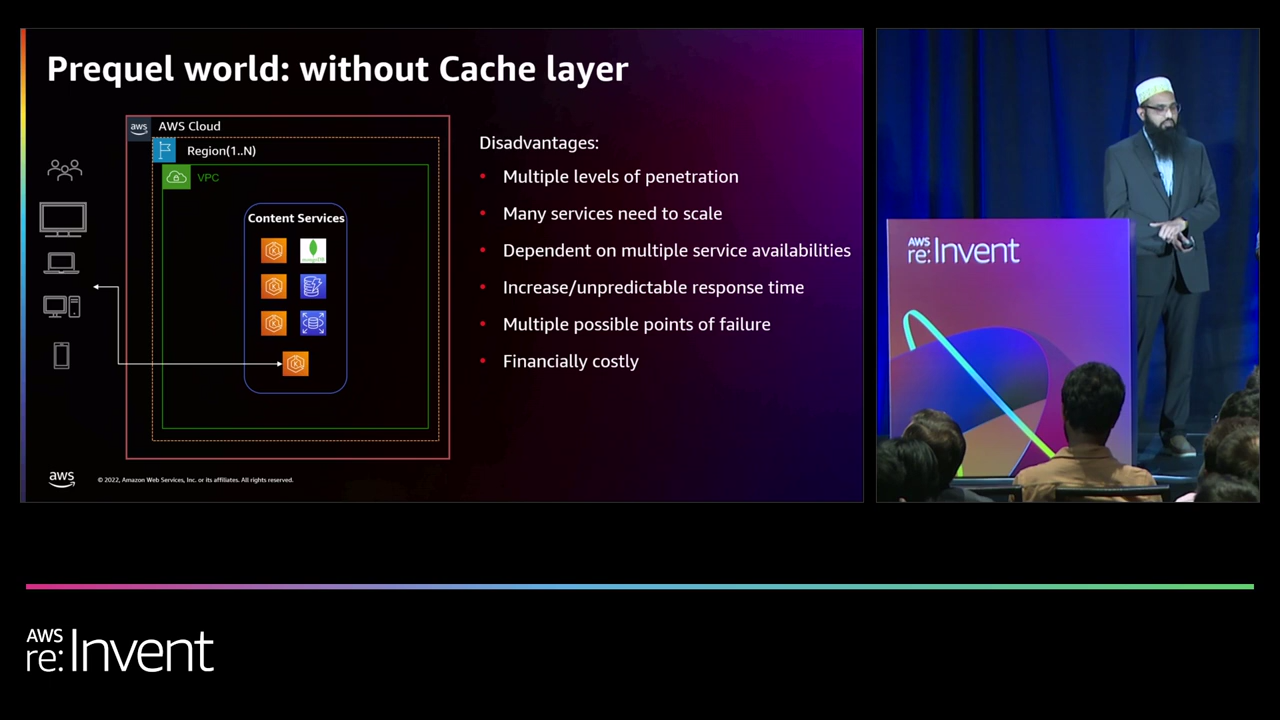 Prequel world: without Cache layer
aws
AWS Cloud
Region(1..N)
VPC
Content Services
mongoDB
Disadvantages:
• Multiple levels of penetration
• Many services need to scale
• Dependent on multiple service availabilities
• Increase/unpredictable response time
• Multiple possible points of failure
• Financially costly
aws
© 2022, Amazon Web Services, Inc. or its affiliates. All rights reserved.
AWS
re:Invent
AWS
re:Invent